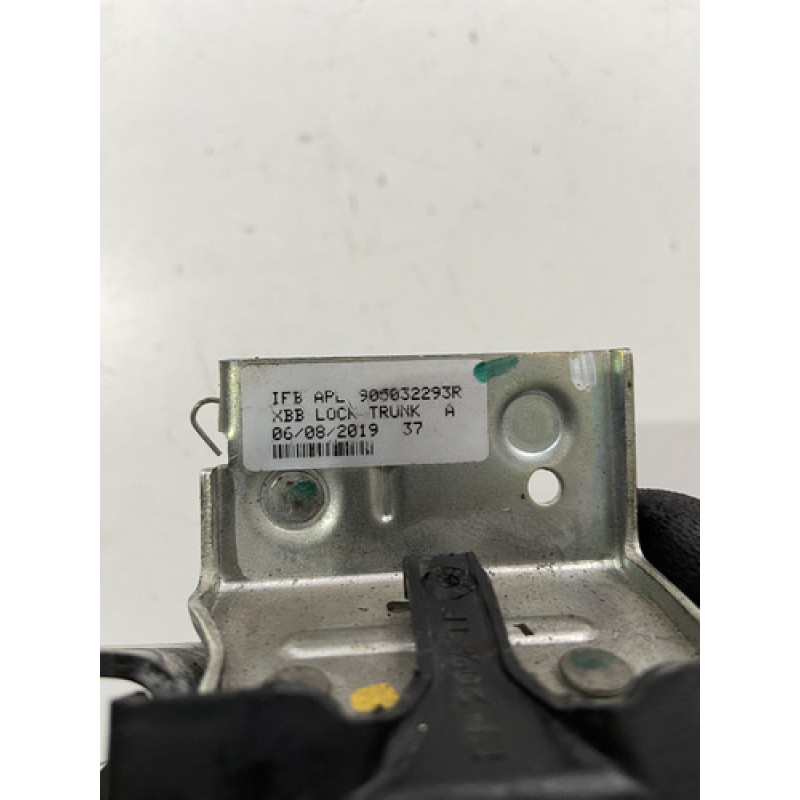 IFB APL 905032293R
XBB LOCK TRUNK A
06/08/2019 37